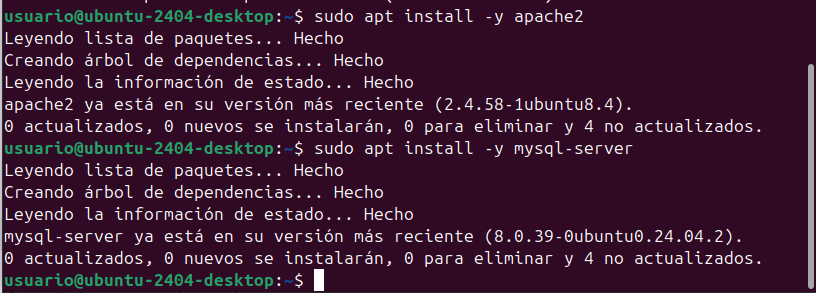 usuario@ubuntu-2404-desktop:~$ sudo apt install -y apache2
Leyendo lista de paquetes... Hecho
Creando árbol de dependencias... Hecho
Leyendo la información de estado... Hecho
apache2 ya está en su versión más reciente (2.4.58-1ubuntu8.4).
0 actualizados, 0 nuevos se instalarán, 0 para eliminar y 4 no actualizados.
usuario@ubuntu-2404-desktop:~$ sudo apt install -y mysql-server
Leyendo lista de paquetes... Hecho
Creando árbol de dependencias... Hecho
Leyendo la información de estado... Hecho
mysql-server ya está en su versión más reciente (8.0.39-0ubuntu0.24.04.2).
0 actualizados, 0 nuevos se instalarán, 0 para eliminar y 4 no actualizados.
usuario@ubuntu-2404-desktop:~$